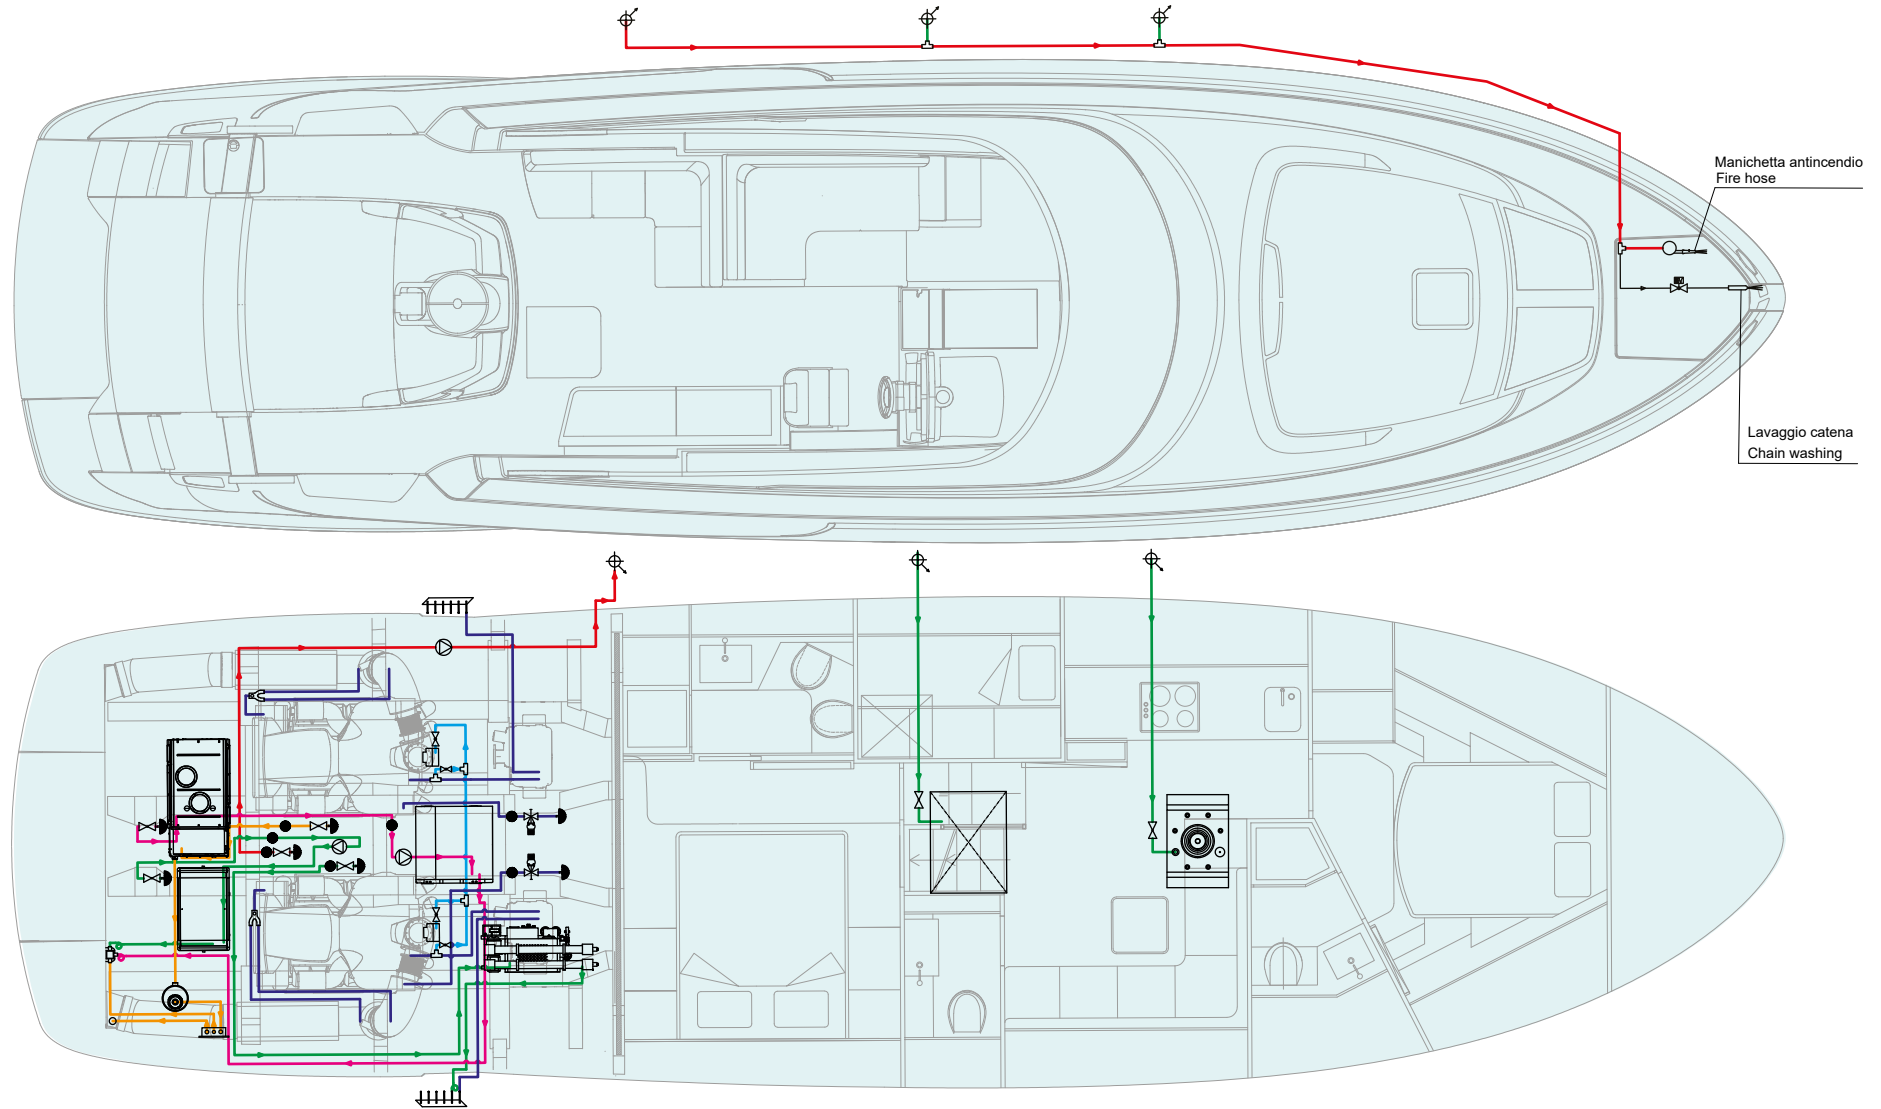 Manichetta antincendio
Fire hose
Lavaggio catena
Chain washing